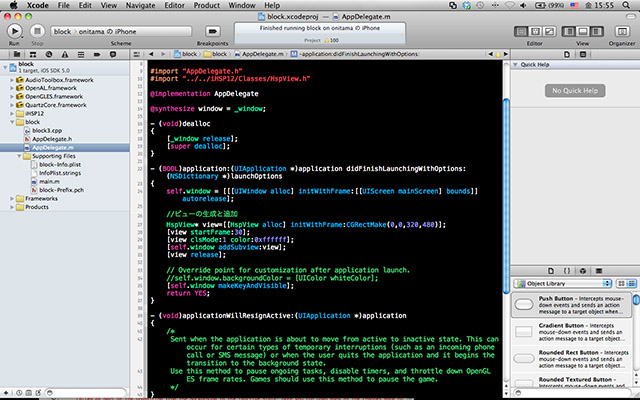 Xcode File Edit View Navigate Editor Product Window Help (99%) 15:55
block.xcodeproj — AppDelegate.m
Run Stop
block onitama の iPhone
Scheme
Breakpoints
Finished running block on onitama の iPhone
Project 100
Editor View Organizer
block
1 target, iOS SDK 5.0
AudioToolbox.framework
OpenAL.framework
OpenGLES.framework
QuartzCore.framework
iHSP12
block
block3.cpp
AppDelegate.h
AppDelegate.m
Supporting Files
block-Info.plist
InfoPlist.strings
main.m
block-Prefix.pch
Frameworks
Products
block block AppDelegate.m -application:didFinishLaunchingWithOptions:
#import "AppDelegate.h"
#import "../../iHSP12/Classes/HspView.h"
@implementation AppDelegate
@synthesize window = _window;
- (void)dealloc
{
[_window release];
[super dealloc];
}
- (BOOL)application:(UIApplication *)application didFinishLaunchingWithOptions:
(NSDictionary *)launchOptions
{
self.window = [[[UIWindow alloc] initWithFrame:[[UIScreen mainScreen] bounds]]
autorelease];
//ビューの生成と追加
HspView* view=[[HspView alloc] initWithFrame:CGRectMake(0,0,320,480)];
[view startFrame:30];
[view clsMode:1 color:0xffffff];
[self.window addSubview:view];
[view release];
// Override point for customization after application launch.
//self.window.backgroundColor = [UIColor whiteColor];
[self.window makeKeyAndVisible];
return YES;
}
- (void)applicationWillResignActive:(UIApplication *)application
{
/*
Sent when the application is about to move from active to inactive state. This can
occur for certain types of temporary interruptions (such as an incoming phone
call or SMS message) or when the user quits the application and it begins the
transition to the background state.
Use this method to pause ongoing tasks, disable timers, and throttle down OpenGL
ES frame rates. Games should use this method to pause the game.
*/
}
Quick Help
No Quick Help
Object Library
Push Button - Intercepts mouse-
down events and sends an action
message to a target object when...
Gradient Button - Intercepts
mouse-down events and sends an
action message to a target object...
Rounded Rect Button - Intercepts
mouse-down events and sends an
action message to a target object...
Rounded Textured Button -
Intercepts mouse-down events and